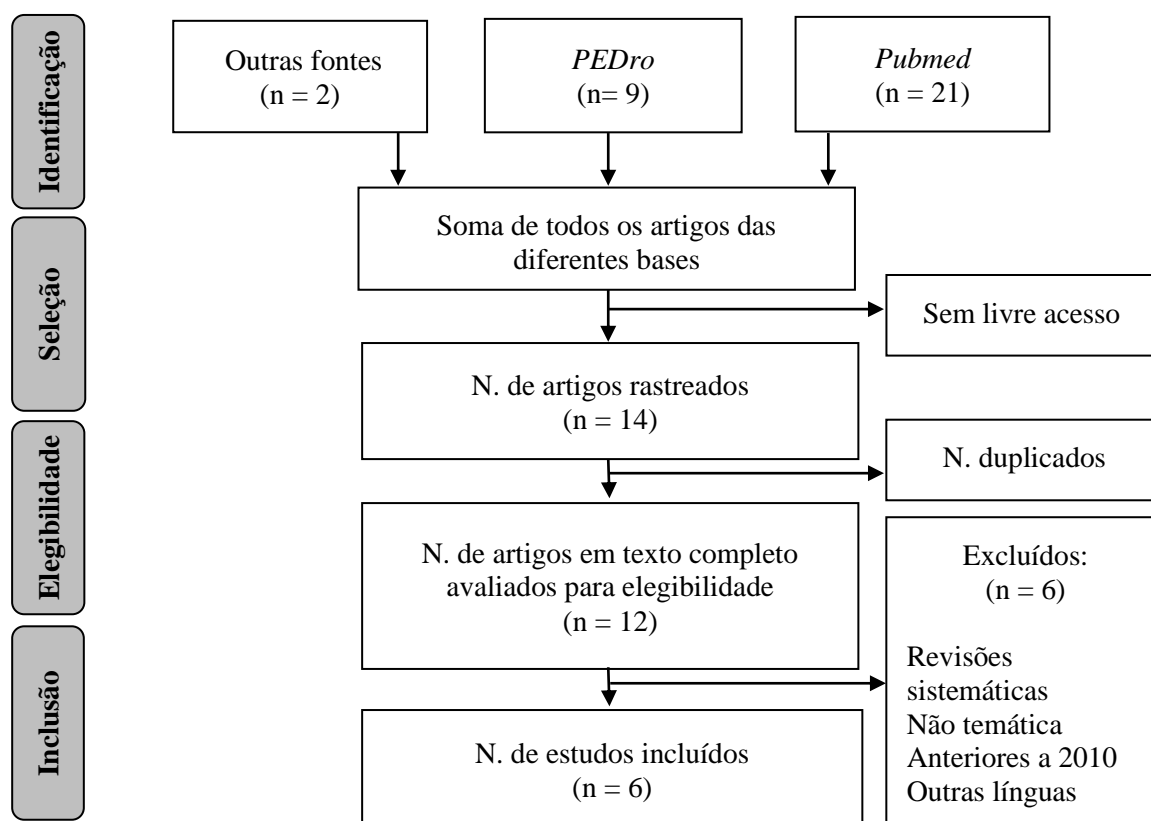 Identificação
Outras fontes
(n = 2)
PEDro
(n= 9)
Pubmed
(n = 21)
Soma de todos os artigos das
diferentes bases
Seleção
Sem livre acesso
N. de artigos rastreados
(n = 14)
N. duplicados
Elegibilidade
N. de artigos em texto completo
avaliados para elegibilidade
(n = 12)
Excluídos:
(n = 6)
Revisões
sistemáticas
Não temática
Anteriores a 2010
Outras línguas
Inclusão
N. de estudos incluídos
(n = 6)